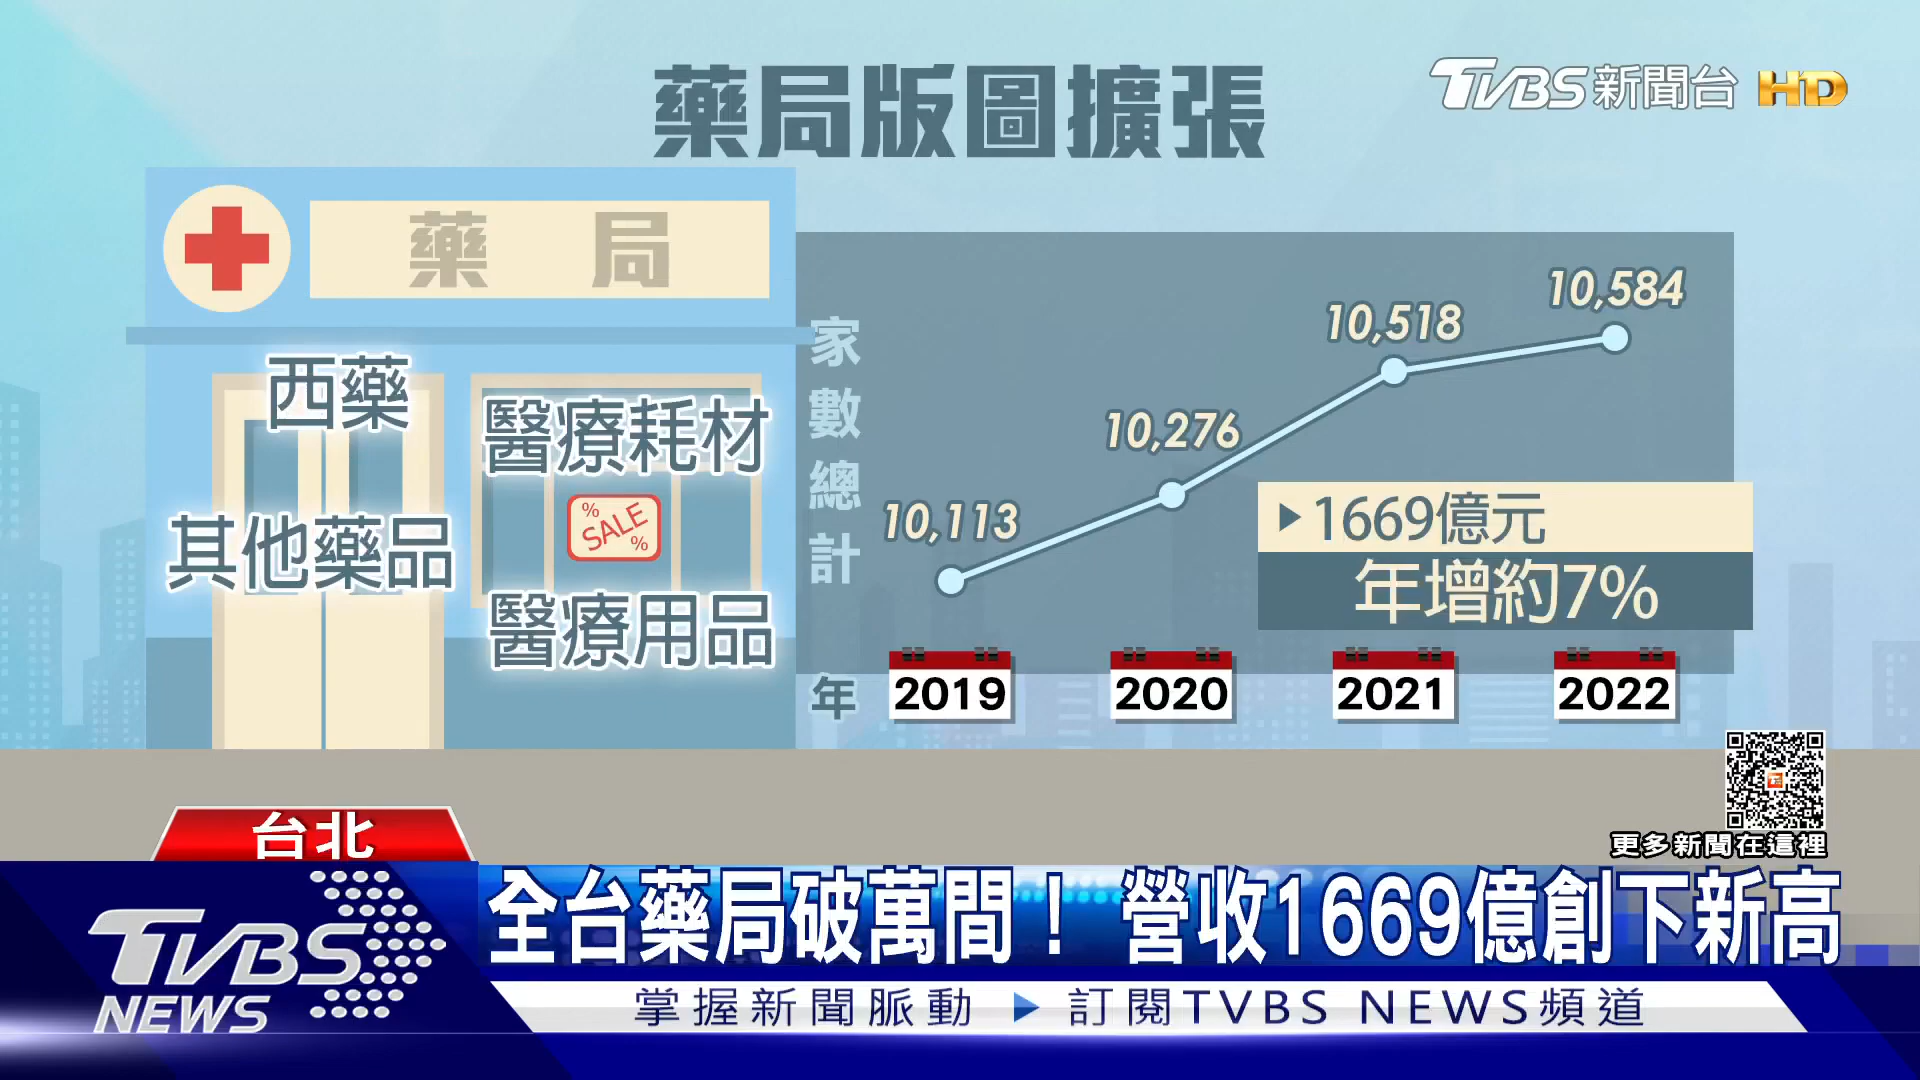 藥局版圖擴張
TVBS新聞台 HD
藥局
西藥
醫療耗材
其他藥品
% SALE %
醫療用品
家數總計
10,113
10,276
10,518
10,584
▶1669億元
年增約7%
年
2019
2020
2021
2022
更多新聞在這裡
台北
全台藥局破萬間！ 營收1669億創下新高
TVBS
NEWS
掌握新聞脈動 ▶ 訂閱TVBS NEWS頻道